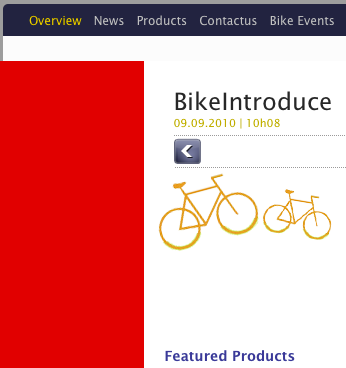 Overview News Products Contactus Bike Events
BikeIntroduce
09.09.2010 | 10h08
Featured Products